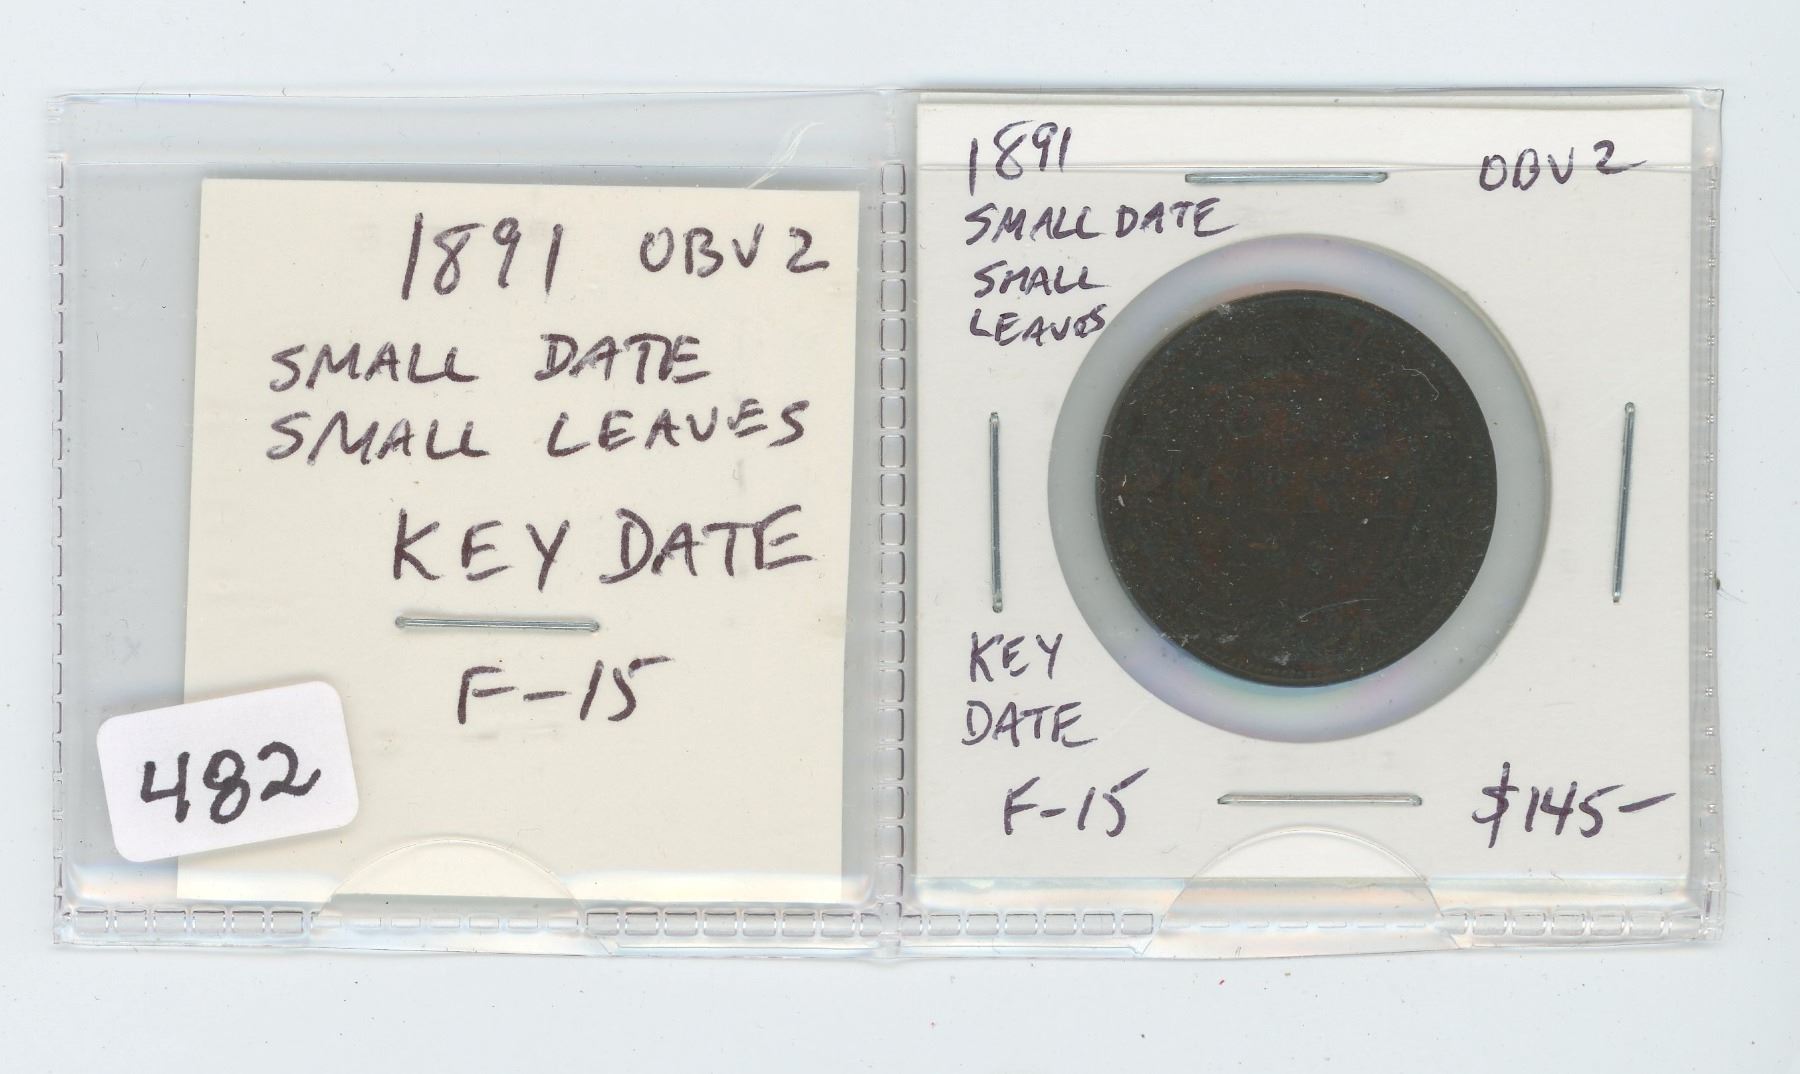 1891 OBV 2
SMALL DATE
SMALL LEAVES
KEY DATE
F-15
482
1891 OBV 2
SMALL DATE
SMALL
LEAVES
KEY
DATE
F-15 $145-